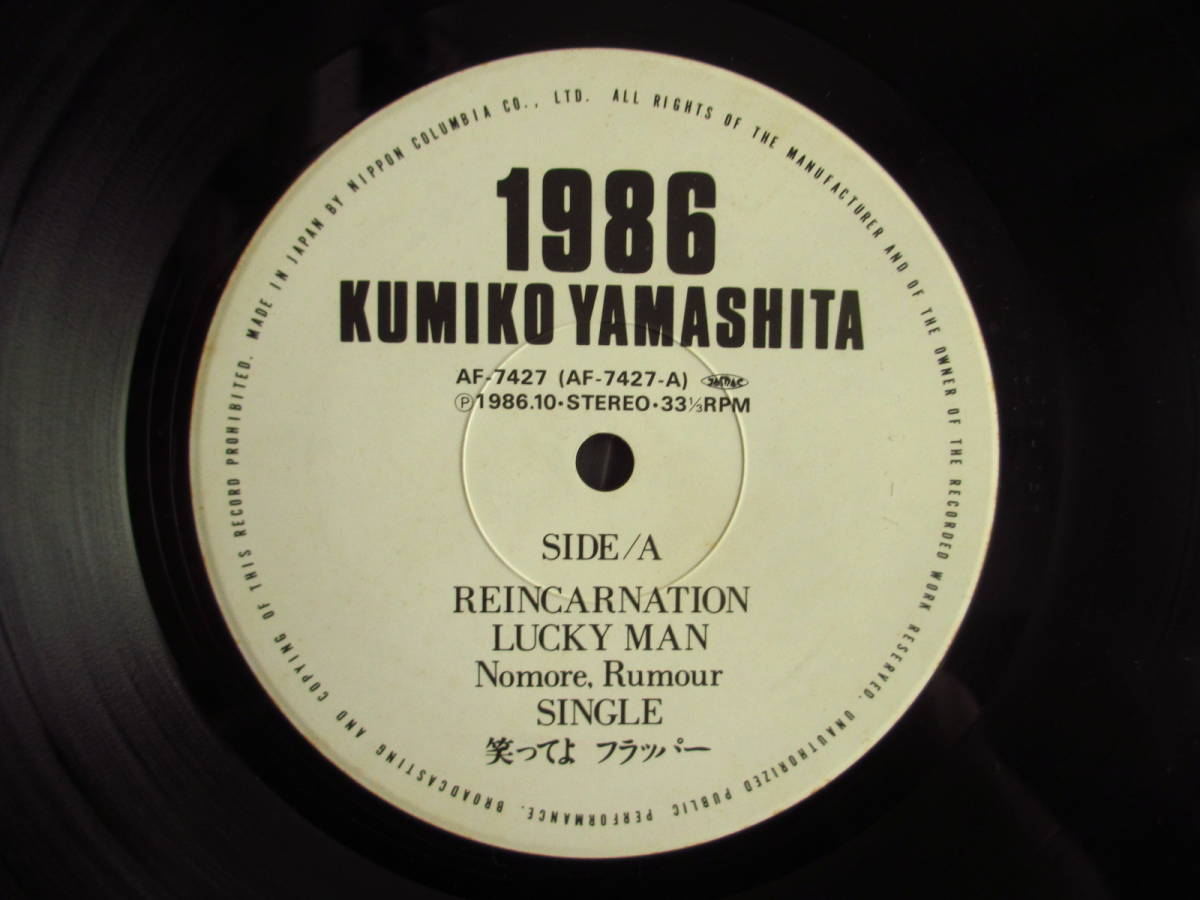 MADE IN JAPAN BY NIPPON COLUMBIA CO., LTD. ALL RIGHTS OF THE MANUFACTURER AND OF THE OWNER OF THE RECORDED WORK RESERVED. UNAUTHORIZED PUBLIC PERFORMANCE. BROADCASTING AND COPYING OF THIS RECORD PROHIBITED.
1986
KUMIKO YAMASHITA
AF-7427 (AF-7427-A) JASRAC
Ⓟ1986.10・STEREO・33⅓RPM
SIDE/A
REINCARNATION
LUCKY MAN
Nomore, Rumour
SINGLE
笑ってよ フラッパー